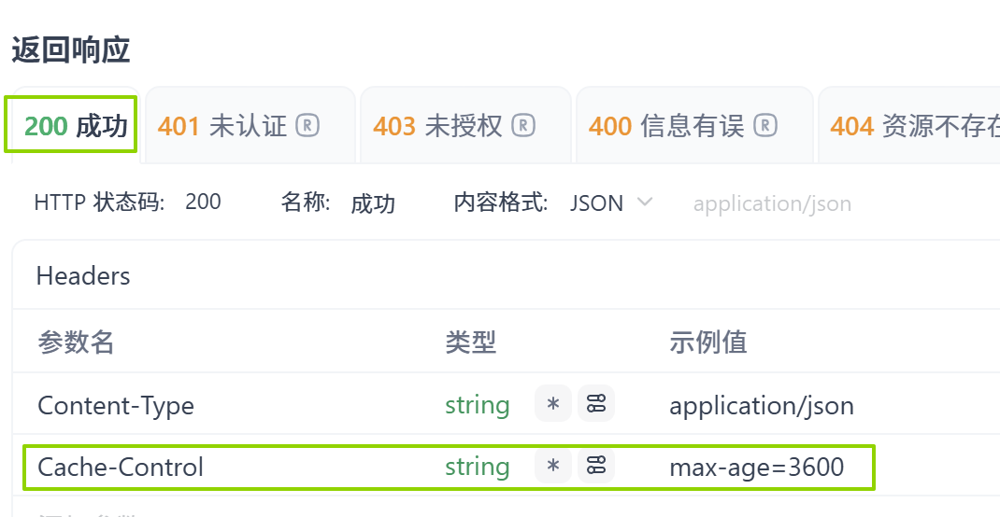 返回响应
200 成功 401 未认证 R 403 未授权 R 400 信息有误 R 404 资源不存在
HTTP 状态码: 200 名称: 成功 内容格式: JSON application/json
Headers
参数名 类型 示例值
Content-Type string * application/json
Cache-Control string * max-age=3600